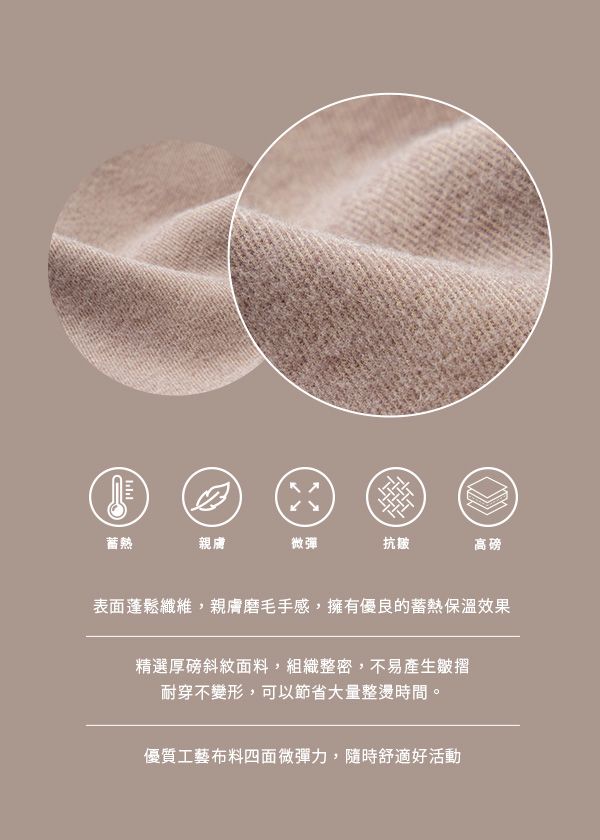 蓄熱
親膚
微彈
抗皺
高磅
表面蓬鬆纖維，親膚磨毛手感，擁有優良的蓄熱保溫效果
精選厚磅斜紋面料，組織整密，不易產生皺摺
耐穿不變形，可以節省大量整燙時間。
優質工藝布料四面微彈力，隨時舒適好活動